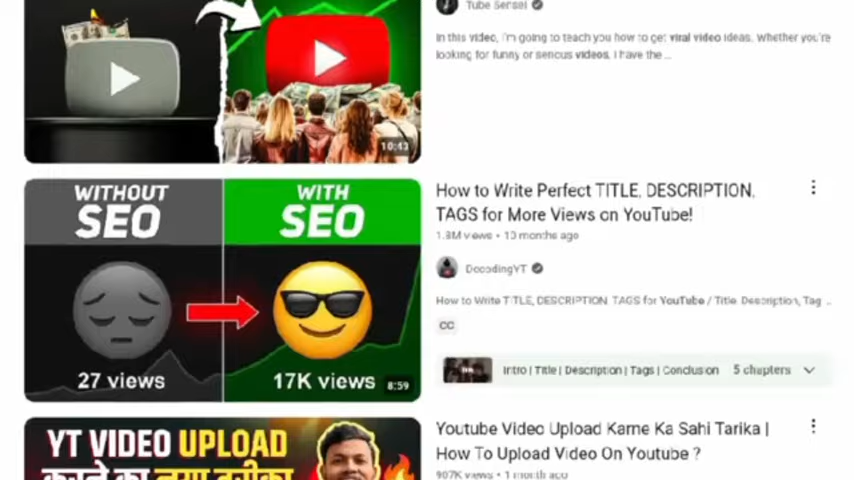 Tube Sensei
In this video, I'm going to teach you how to get viral video ideas. Whether you're
looking for funny or serious videos, I have the ...
10:43
WITHOUT
SEO
WITH
SEO
27 views
17K views
8:59
How to Write Perfect TITLE, DESCRIPTION,
TAGS for More Views on YouTube!
1.8M views • 10 months ago
DecodingYT
How to Write TITLE, DESCRIPTION, TAGS for YouTube / Title, Description, Tag ...
CC
Intro | Title | Description | Tags | Conclusion
5 chapters
YT VIDEO UPLOAD
करने का नया तरीका
Youtube Video Upload Karne Ka Sahi Tarika |
How To Upload Video On Youtube ?
907K views • 1 month ago